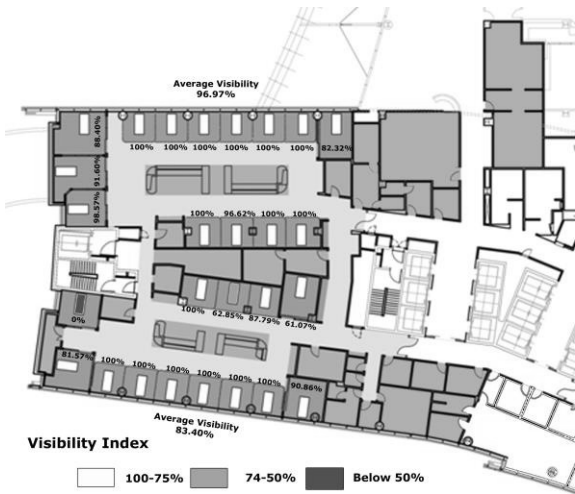 Average Visibility
96.97%
88.40%
100% 100% 100% 100% 100% 100% 82.32%
91.60%
98.57%
100% 96.62% 100% 100%
100% 62.85% 87.79% 61.07%
0%
81.57% 100% 100% 100% 100% 100% 100% 90.86%
Average Visibility
83.40%
Visibility Index
100-75% 74-50% Below 50%